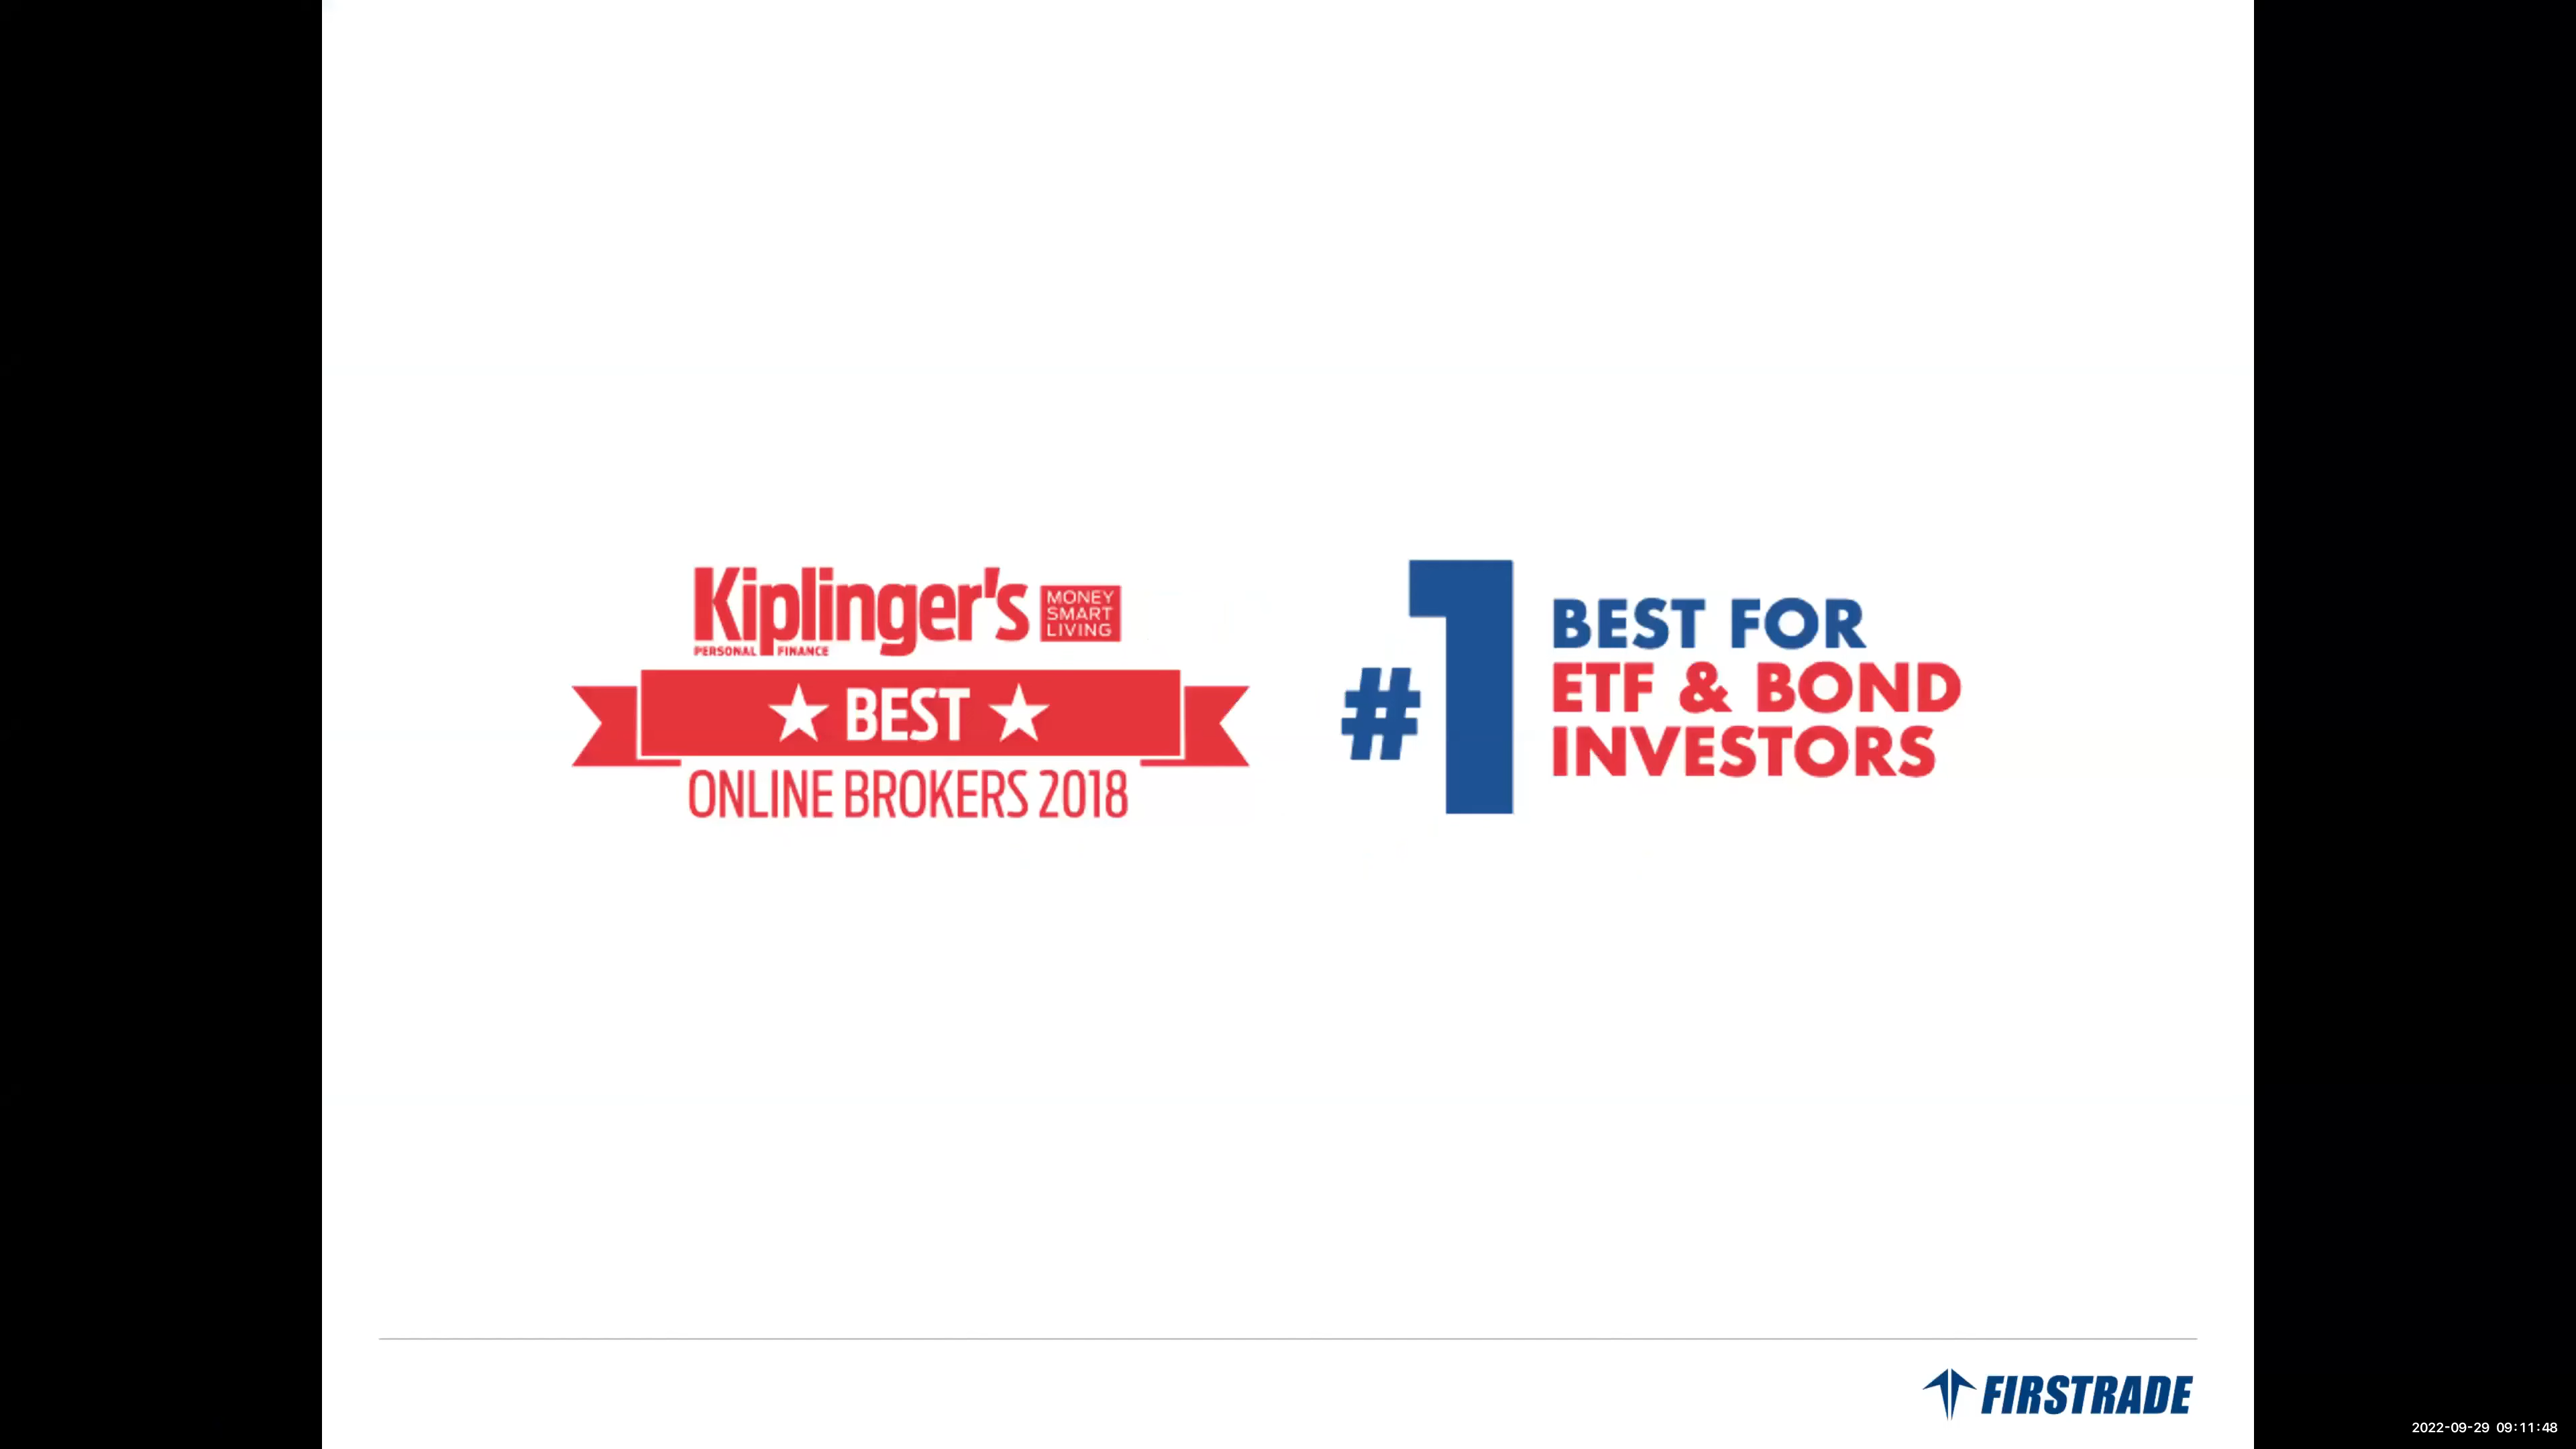 Kiplinger's
PERSONAL FINANCE
MONEY
SMART
LIVING
★ BEST ★
ONLINE BROKERS 2018
#1
BEST FOR
ETF & BOND
INVESTORS
FIRSTRADE
2022-09-29 09:11:48